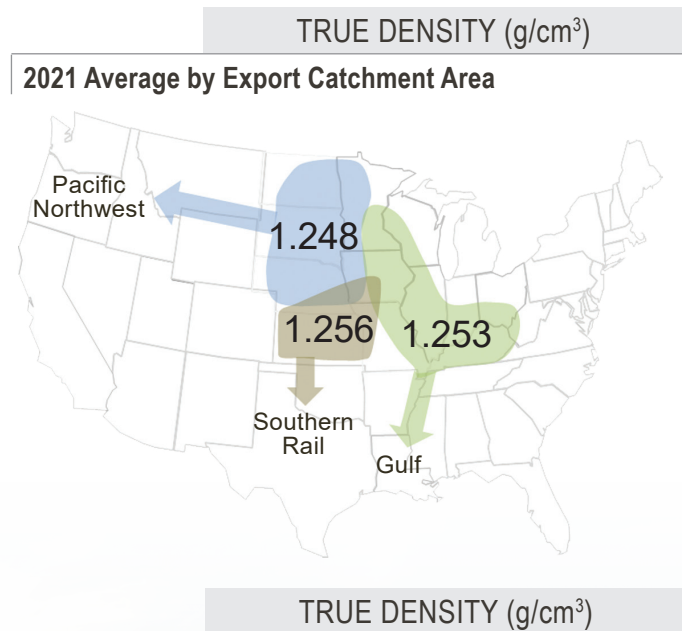 TRUE DENSITY (g/cm³)
2021 Average by Export Catchment Area
Pacific
Northwest
1.248
1.256
1.253
Southern
Rail
Gulf
TRUE DENSITY (g/cm³)